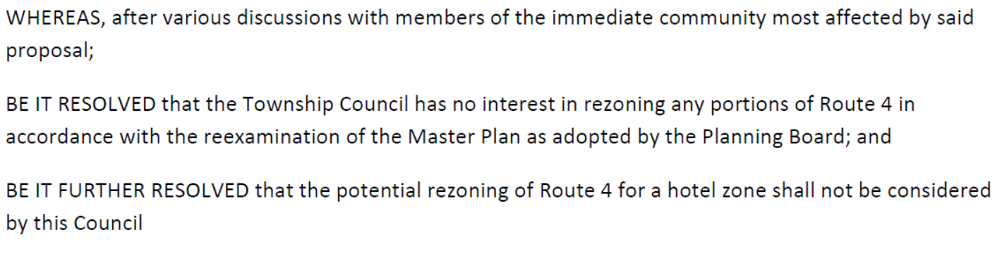 WHEREAS, after various discussions with members of the immediate community most affected by said
proposal;
BE IT RESOLVED that the Township Council has no interest in rezoning any portions of Route 4 in
accordance with the reexamination of the Master Plan as adopted by the Planning Board; and
BE IT FURTHER RESOLVED that the potential rezoning of Route 4 for a hotel zone shall not be considered
by this Council